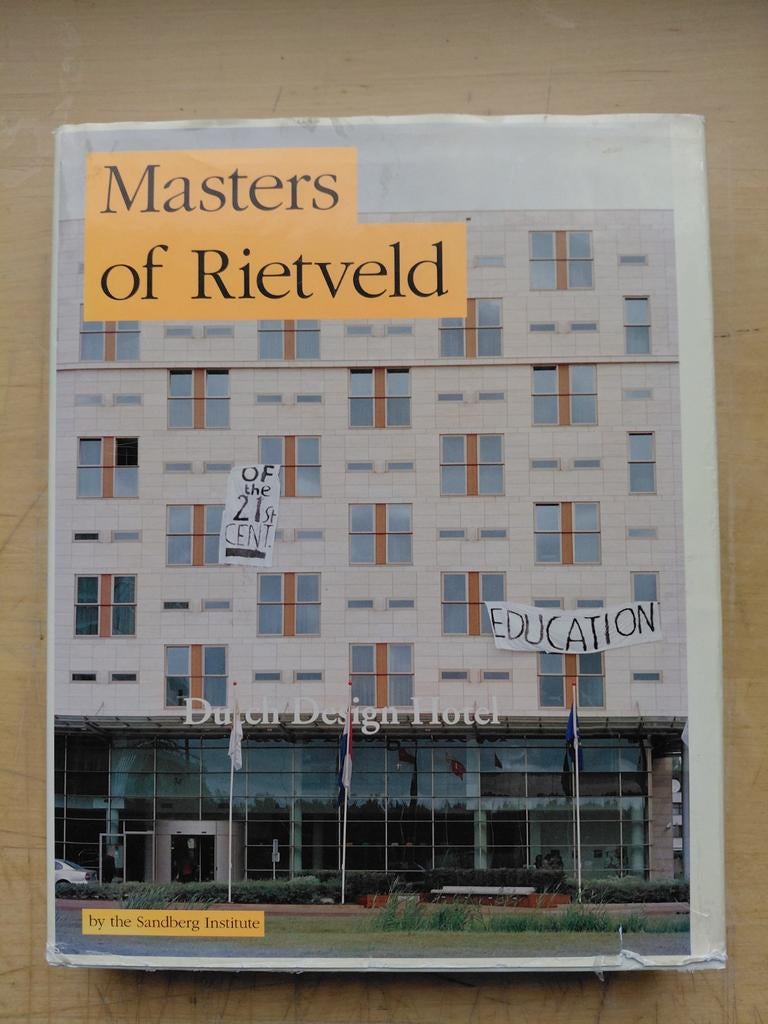 Masters
of Rietveld
OF
the
21st
CENT.
EDUCATION
Dutch Design Hotel
by the Sandberg Institute